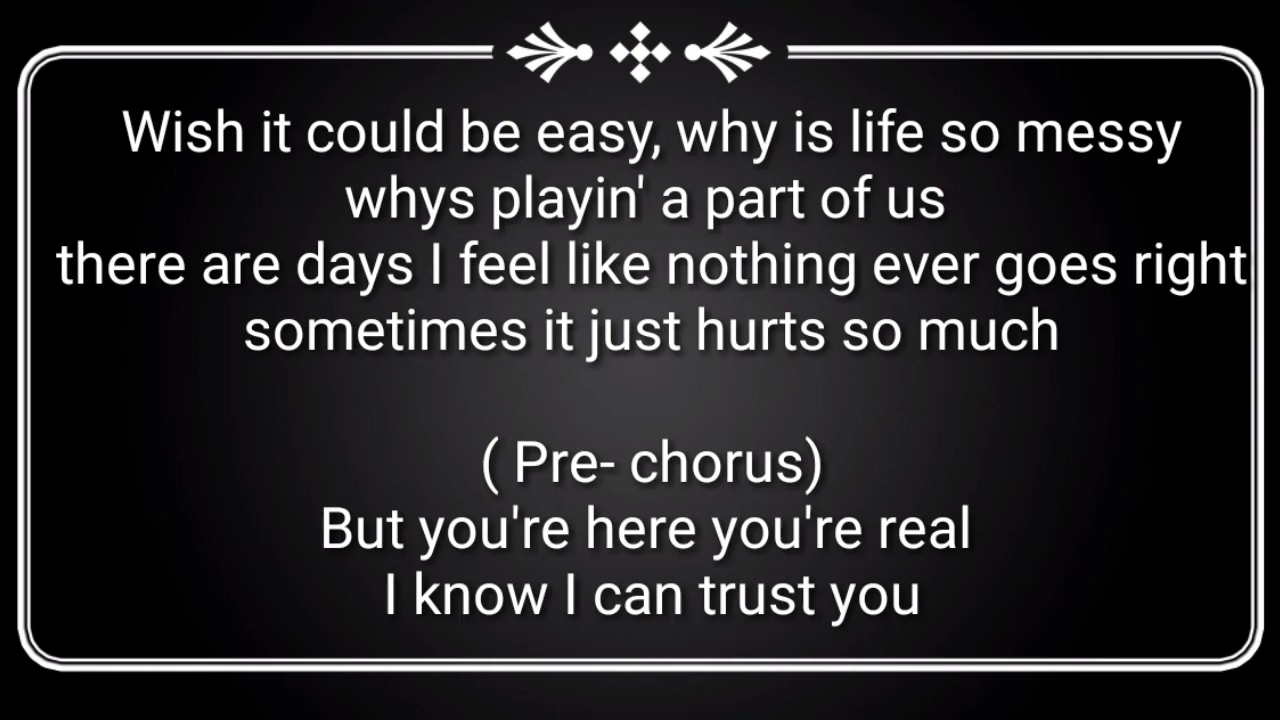 Wish it could be easy, why is life so messy
whys playin' a part of us
there are days I feel like nothing ever goes right
sometimes it just hurts so much
( Pre- chorus)
But you're here you're real
I know I can trust you